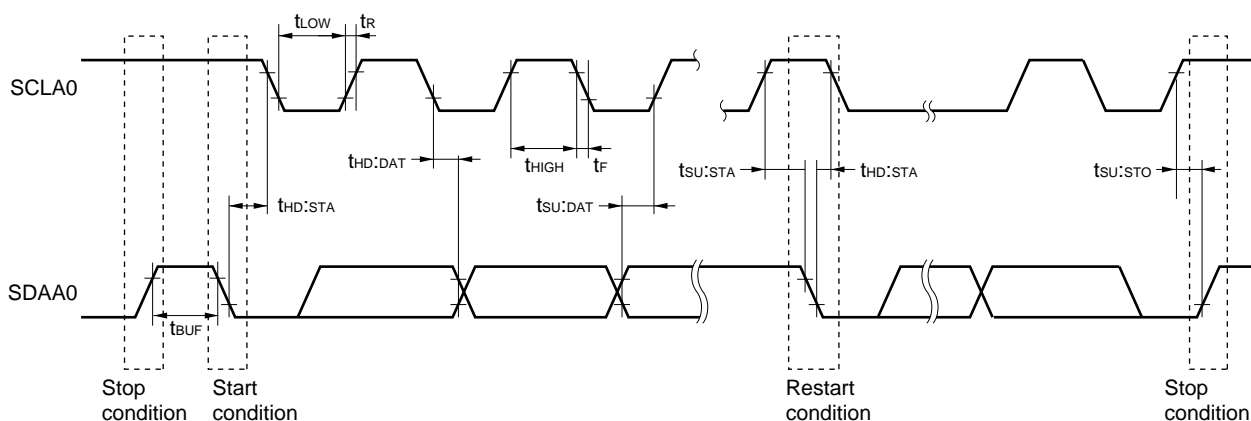 tLOW
tR
SCLA0
tHD:DAT
tHIGH
tF
tSU:STA
tHD:STA
tSU:STO
tHD:STA
tSU:DAT
SDAA0
tBUF
Stop
condition
Start
condition
Restart
condition
Stop
condition